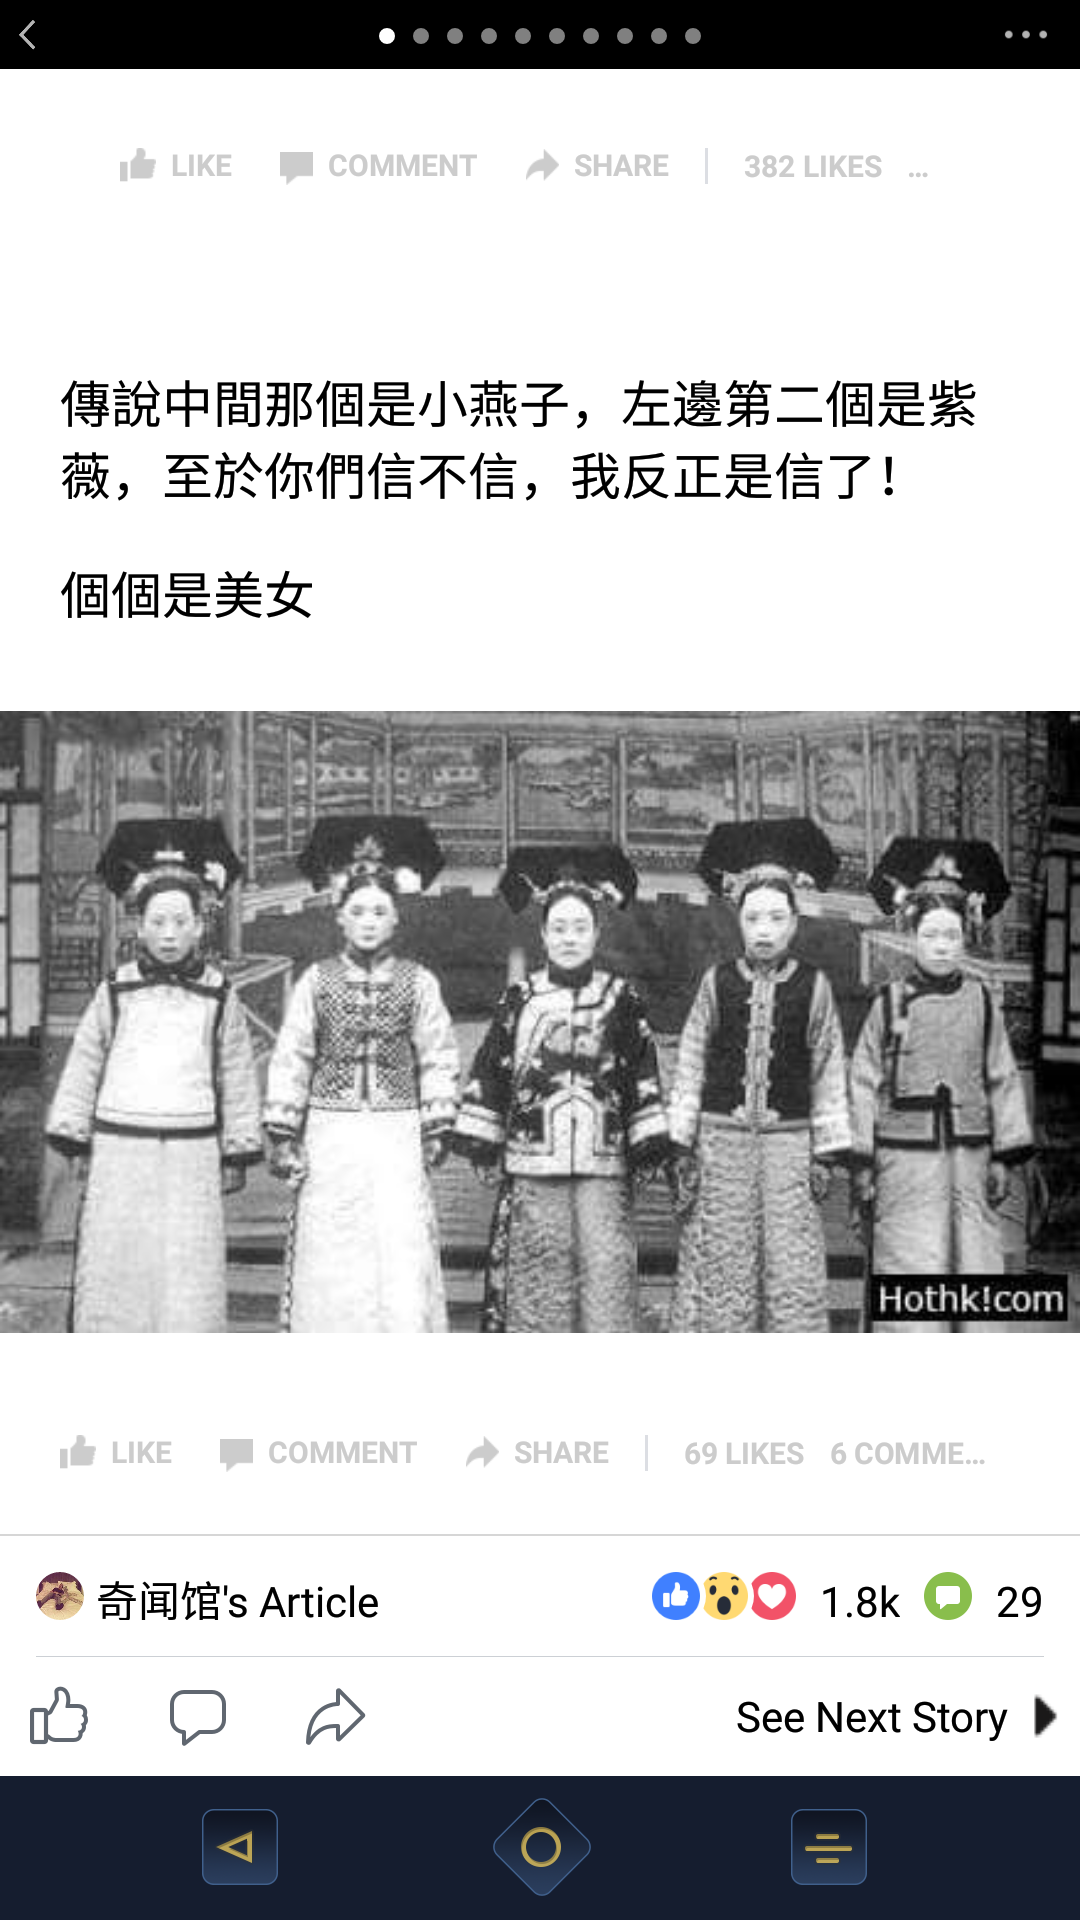 LIKE COMMENT SHARE 382 LIKES ...
傳說中間那個是小燕子，左邊第二個是紫
薇，至於你們信不信，我反正是信了！
個個是美女
Hothk!com
LIKE COMMENT SHARE 69 LIKES 6 COMME...
奇闻馆's Article 1.8k 29
See Next Story